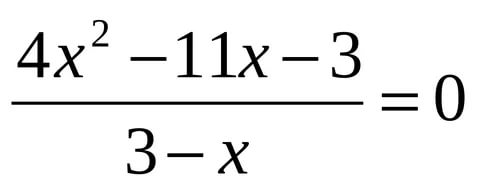 4x² − 11x − 3
3 − x
= 0